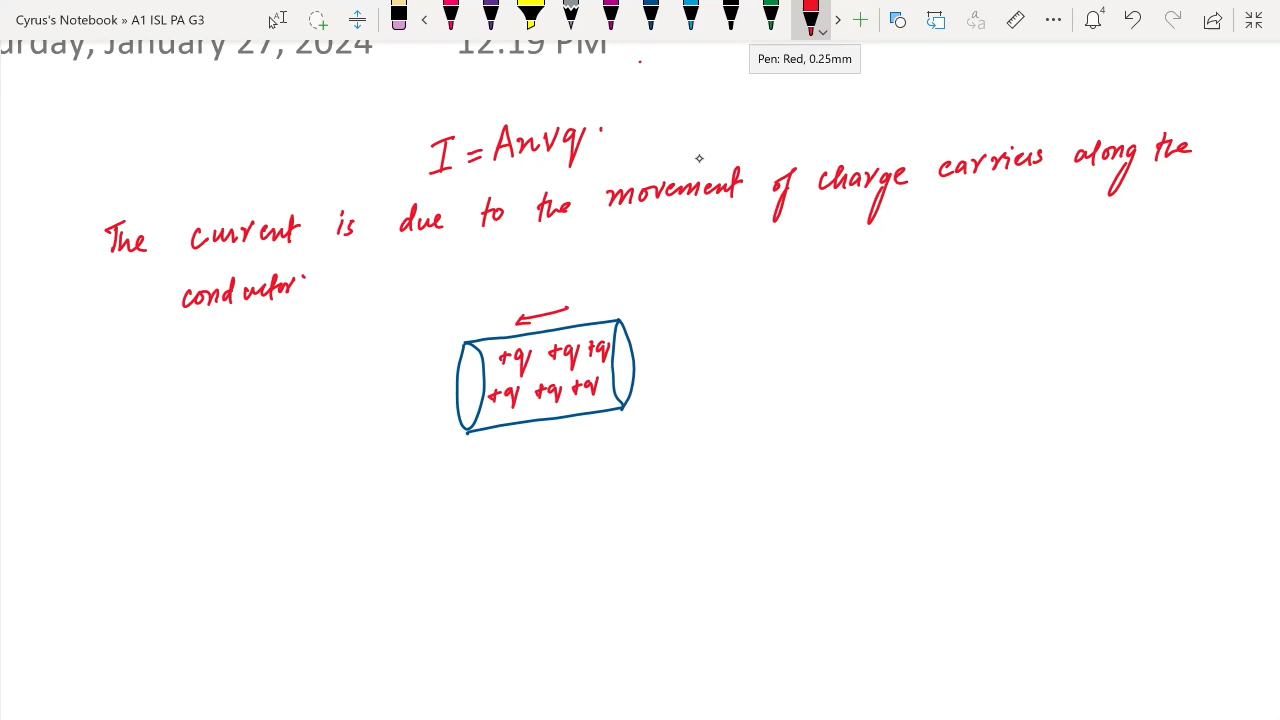 Cyrus's Notebook » A1 ISL PA G3
4
urday, January 27, 2024 12:19 PM
Pen: Red, 0.25mm
I = Anvq.
The current is due to the movement of charge carriers along the
conductor.
+q +q +q
+q +q +q